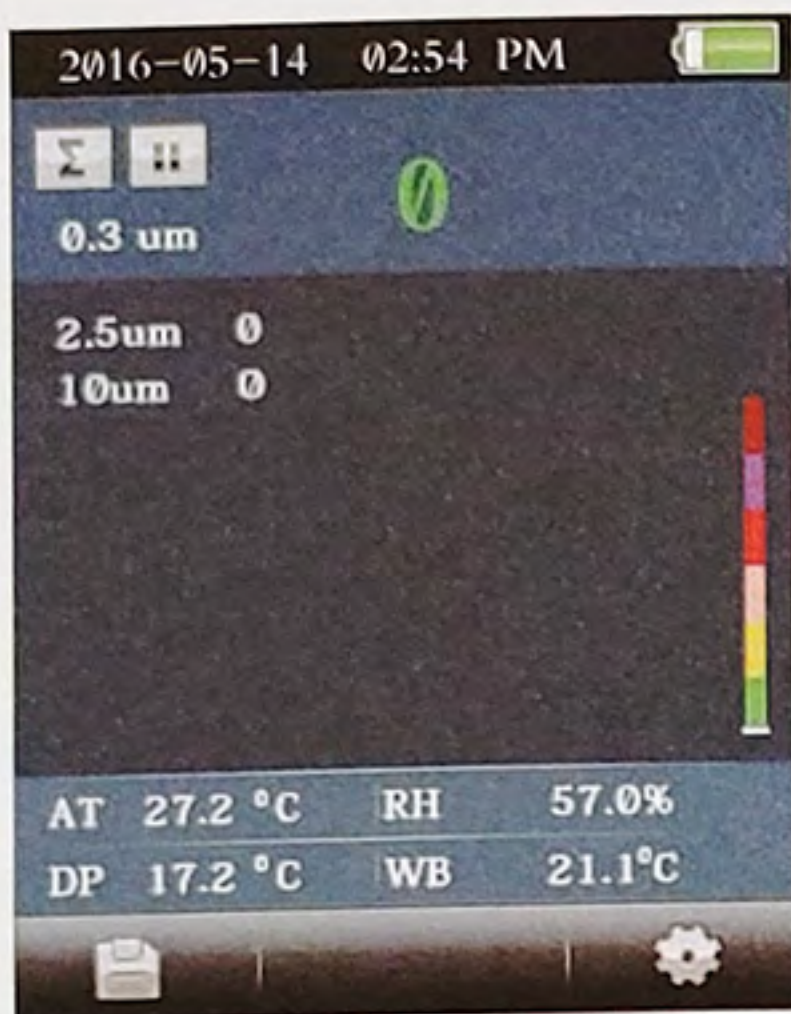 2016-05-14 02:54 PM
Σ
0.3 um 0
2.5um 0
10um 0
AT 27.2 °C RH 57.0%
DP 17.2 °C WB 21.1°C